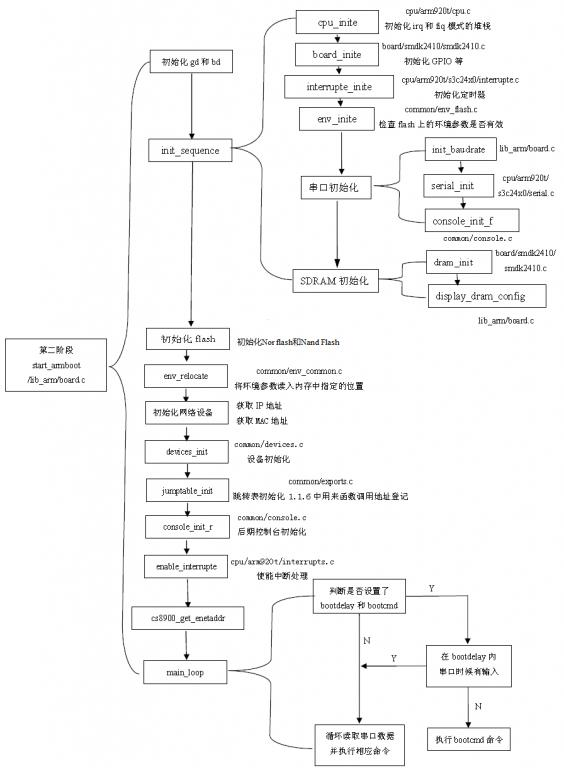 cpu_inite
cpu/arm920t/cpu.c
初始化 irq 和 fiq 模式的堆栈
初始化 gd 和 bd
board_inite
board/smdk2410/smdk2410.c
初始化 GPIO 等
interrupte_inite
cpu/arm920t/s3c24x0/interrupte.c
初始化定时器
env_inite
common/env_flash.c
检查 flash 上的环境参数是否有效
init_sequence
init_baudrate
lib_arm/board.c
串口初始化
serial_init
cpu/arm920t/
s3c24x0/serial.c
console_init_f
common/console.c
SDRAM 初始化
dram_init
board/smdk2410/
smdk2410.c
display_dram_config
lib_arm/board.c
第二阶段
start_armboot
/lib_arm/board.c
初始化 flash
初始化Nor flash和Nand Flash
env_relocate
common/env_common.c
将环境参数读入内存中指定的位置
初始化网络设备
获取 IP 地址
获取 MAC 地址
devices_init
common/devices.c
设备初始化
jumptable_init
common/exports.c
跳转表初始化 1.1.6 中用来函数调用地址登记
console_init_r
common/console.c
后期控制台初始化
enable_interrupte
cpu/arm920t/interrupts.c
使能中断处理
cs8900_get_enetaddr
main_loop
判断是否设置了
bootdelay 和 bootcmd
Y
N
在 bootdelay 内
串口时候有输入
Y
N
循环读取串口数据
并执行相应命令
执行 bootcmd 命令